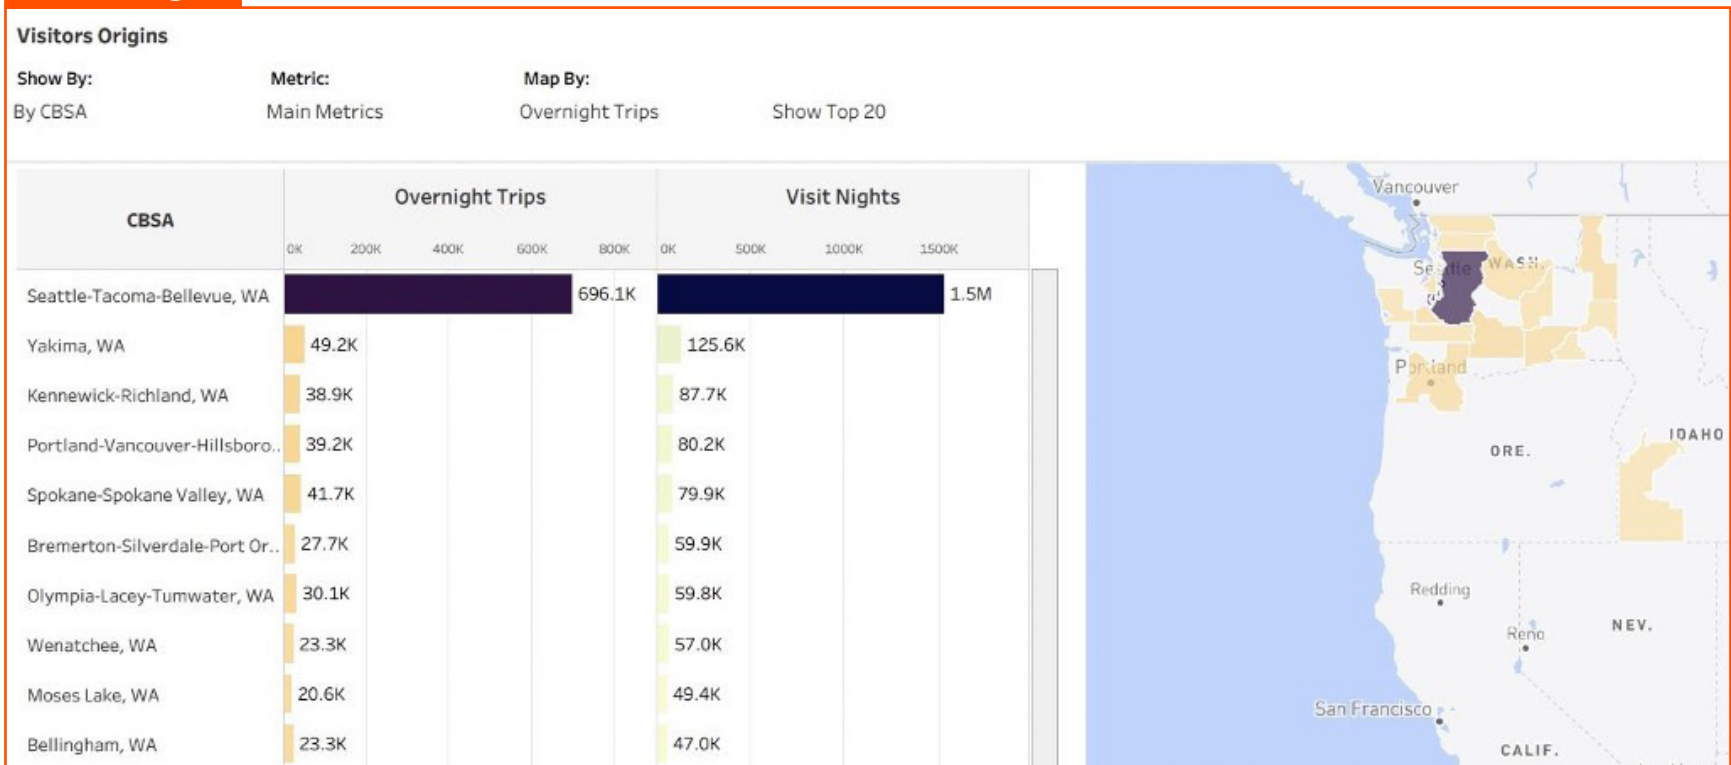 Visitors Origins
Show By: Metric: Map By:
By CBSA Main Metrics Overnight Trips Show Top 20
CBSA Overnight Trips Visit Nights
0K 200K 400K 600K 800K 0K 500K 1000K 1500K
Seattle-Tacoma-Bellevue, WA 696.1K 1.5M
Yakima, WA 49.2K 125.6K
Kennewick-Richland, WA 38.9K 87.7K
Portland-Vancouver-Hillsboro.. 39.2K 80.2K
Spokane-Spokane Valley, WA 41.7K 79.9K
Bremerton-Silverdale-Port Or.. 27.7K 59.9K
Olympia-Lacey-Tumwater, WA 30.1K 59.8K
Wenatchee, WA 23.3K 57.0K
Moses Lake, WA 20.6K 49.4K
Bellingham, WA 23.3K 47.0K
Vancouver
Seattle WASH.
Portland
IDAHO
ORE.
Redding
Reno NEV.
San Francisco
CALIF.